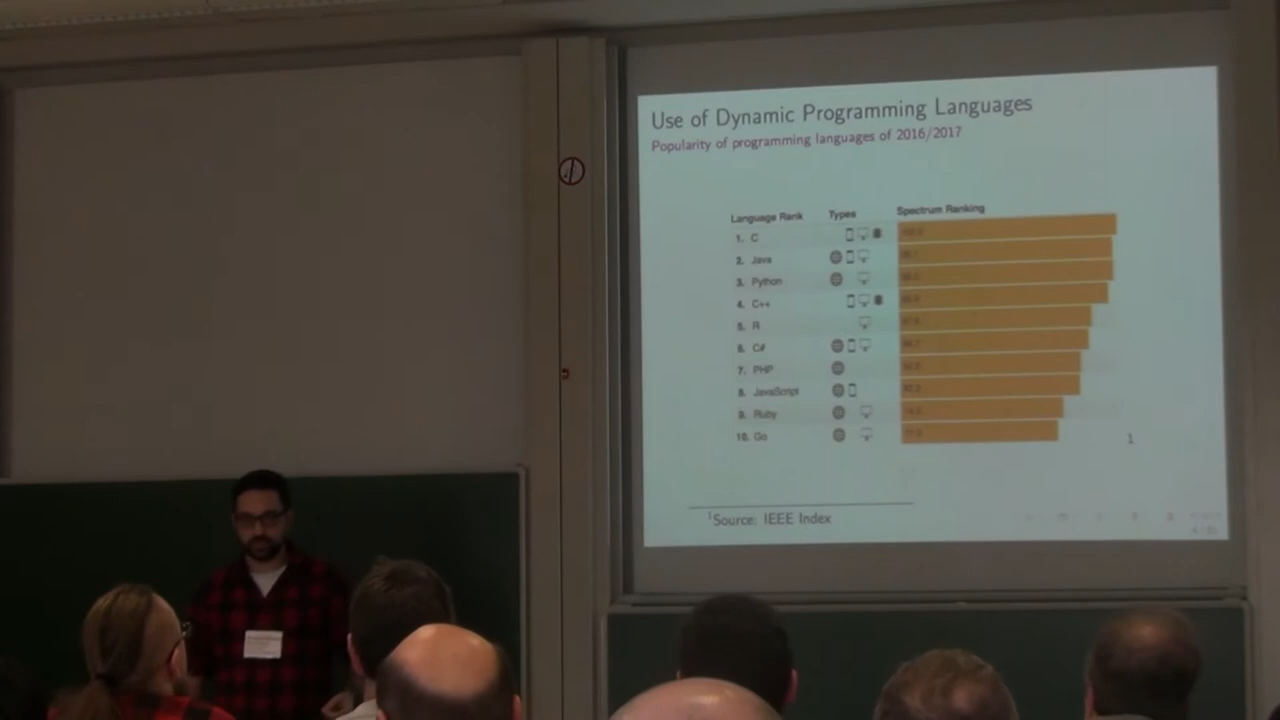 Use of Dynamic Programming Languages
Popularity of programming languages of 2016/2017
Language Rank Types Spectrum Ranking
1. C
2. Java
3. Python
4. C++
5. R
6. C#
7. PHP
8. JavaScript
9. Ruby
10. Go
1
1Source: IEEE Index